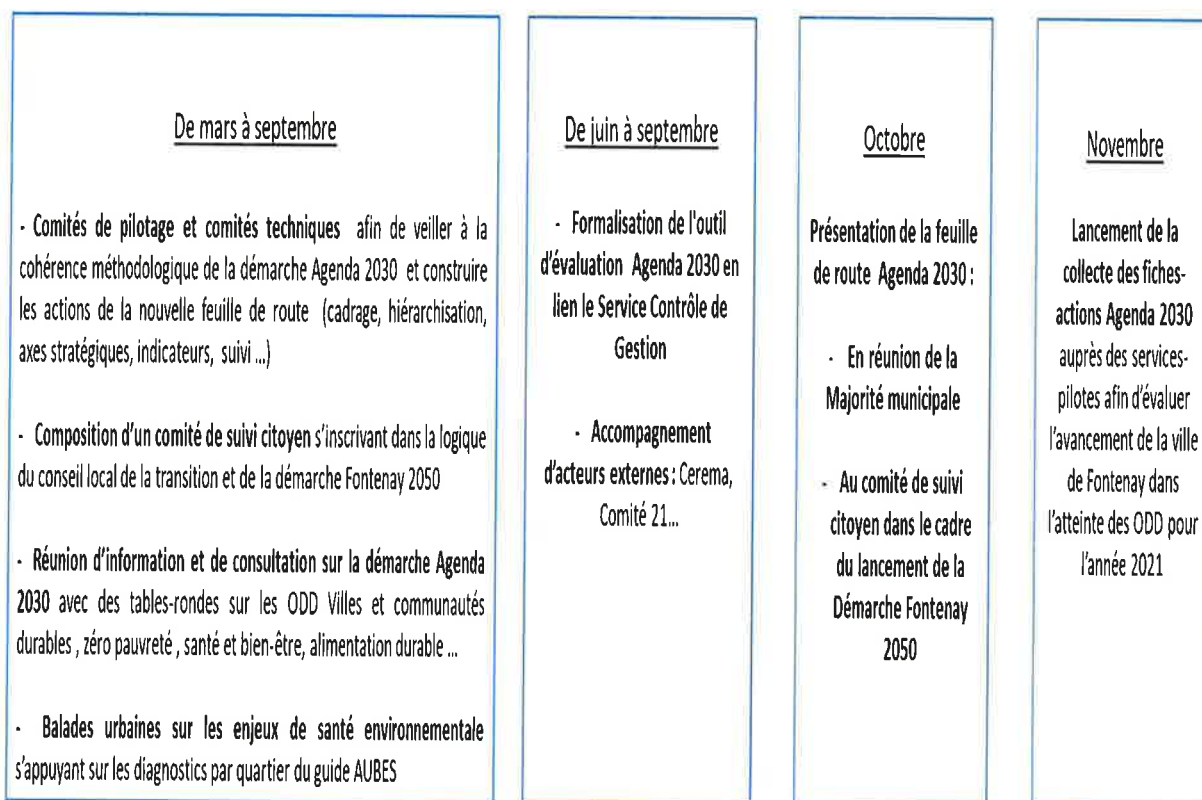 De mars à septembre
- Comités de pilotage et comités techniques afin de veiller à la
cohérence méthodologique de la démarche Agenda 2030 et construire
les actions de la nouvelle feuille de route (cadrage, hiérarchisation,
axes stratégiques, indicateurs, suivi ...)
- Composition d'un comité de suivi citoyen s'inscrivant dans la logique
du conseil local de la transition et de la démarche Fontenay 2050
- Réunion d'information et de consultation sur la démarche Agenda
2030 avec des tables-rondes sur les ODD Villes et communautés
durables , zéro pauvreté , santé et bien-être, alimentation durable ...
- Balades urbaines sur les enjeux de santé environnementale
s'appuyant sur les diagnostics par quartier du guide AUBES
De juin à septembre
- Formalisation de l'outil
d'évaluation Agenda 2030 en
lien le Service Contrôle de
Gestion
- Accompagnement
d'acteurs externes : Cerema,
Comité 21...
Octobre
Présentation de la feuille
de route Agenda 2030 :
- En réunion de la
Majorité municipale
- Au comité de suivi
citoyen dans le cadre
du lancement de la
Démarche Fontenay
2050
Novembre
Lancement de la
collecte des fiches-
actions Agenda 2030
auprès des services-
pilotes afin d'évaluer
l'avancement de la ville
de Fontenay dans
l'atteinte des ODD pour
l'année 2021